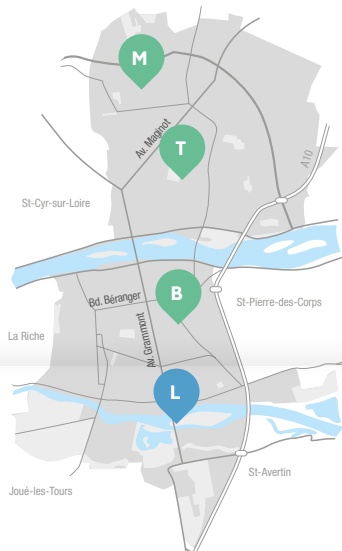 M
Av. Maginot
T
A10
St-Cyr-sur-Loire
B
Bd. Béranger
St-Pierre-des-Corps
La Riche
Av. Grammont
L
St-Avertin
Joué-les-Tours